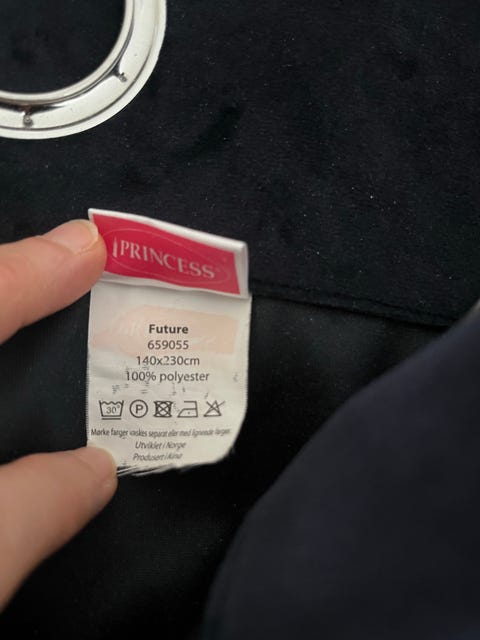 PRINCESS®
Future
659055
140x230cm
100% polyester
30° P
Mørke farger vaskes separat eller med lignende farger.
Utviklet i Norge
Produsert i Kina